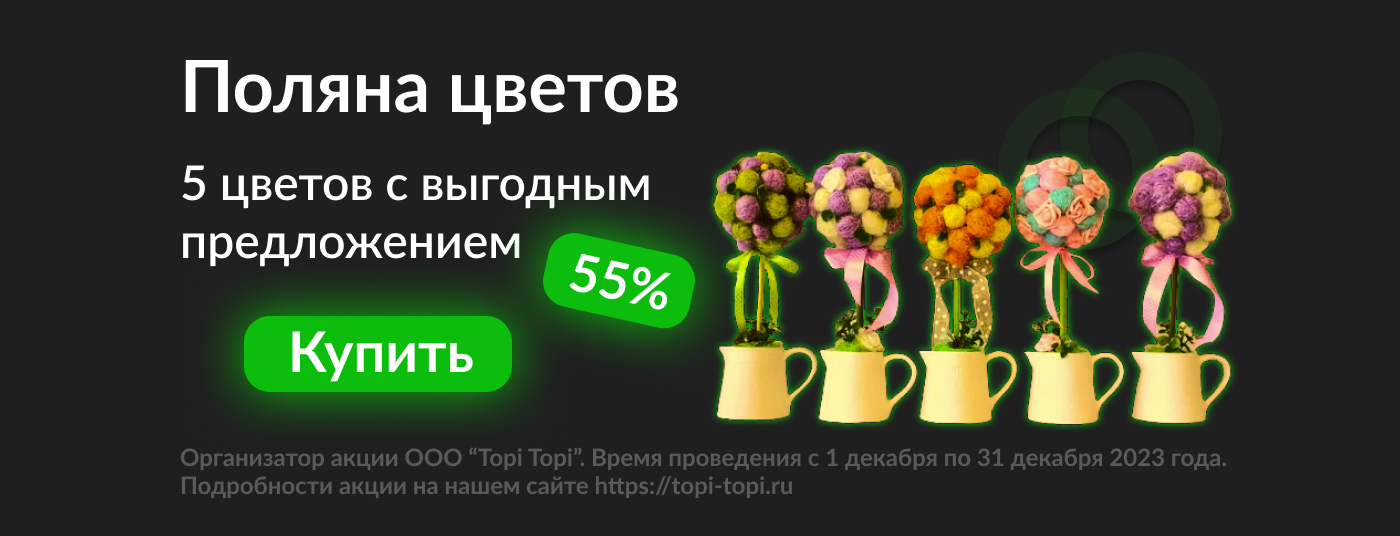 Поляна цветов
5 цветов с выгодным
предложением
55%
Купить
Организатор акции ООО “Topi Topi”. Время проведения с 1 декабря по 31 декабря 2023 года.
Подробности акции на нашем сайте https://topi-topi.ru